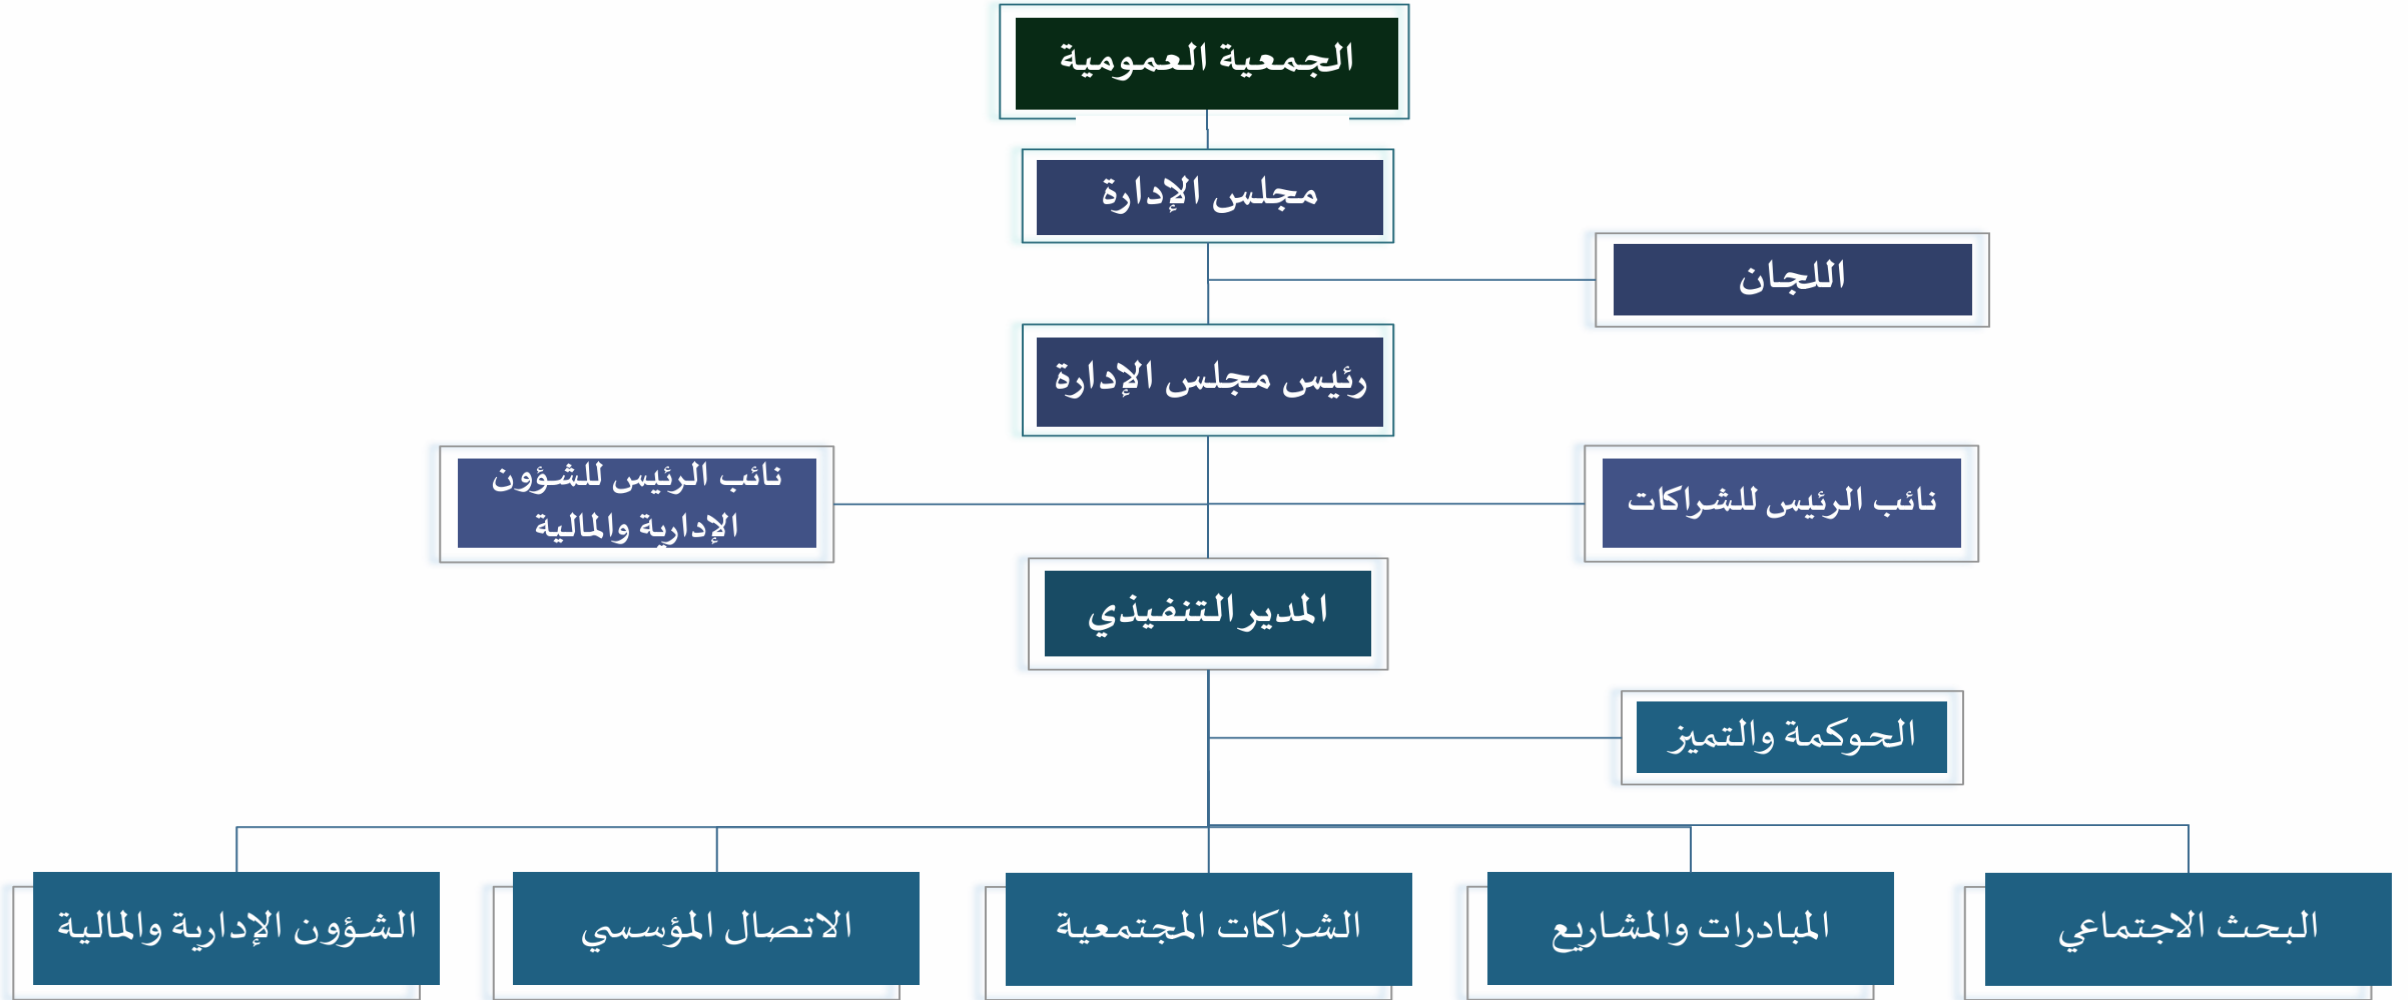 الجمعية العمومية
مجلس الإدارة
اللجان
رئيس مجلس الإدارة
نائب الرئيس للشراكات
نائب الرئيس للشؤون
الإدارية والمالية
المدير التنفيذي
الحوكمة والتميز
البحث الاجتماعي
المبادرات والمشاريع
الشراكات المجتمعية
الاتصال المؤسسي
الشؤون الإدارية والمالية